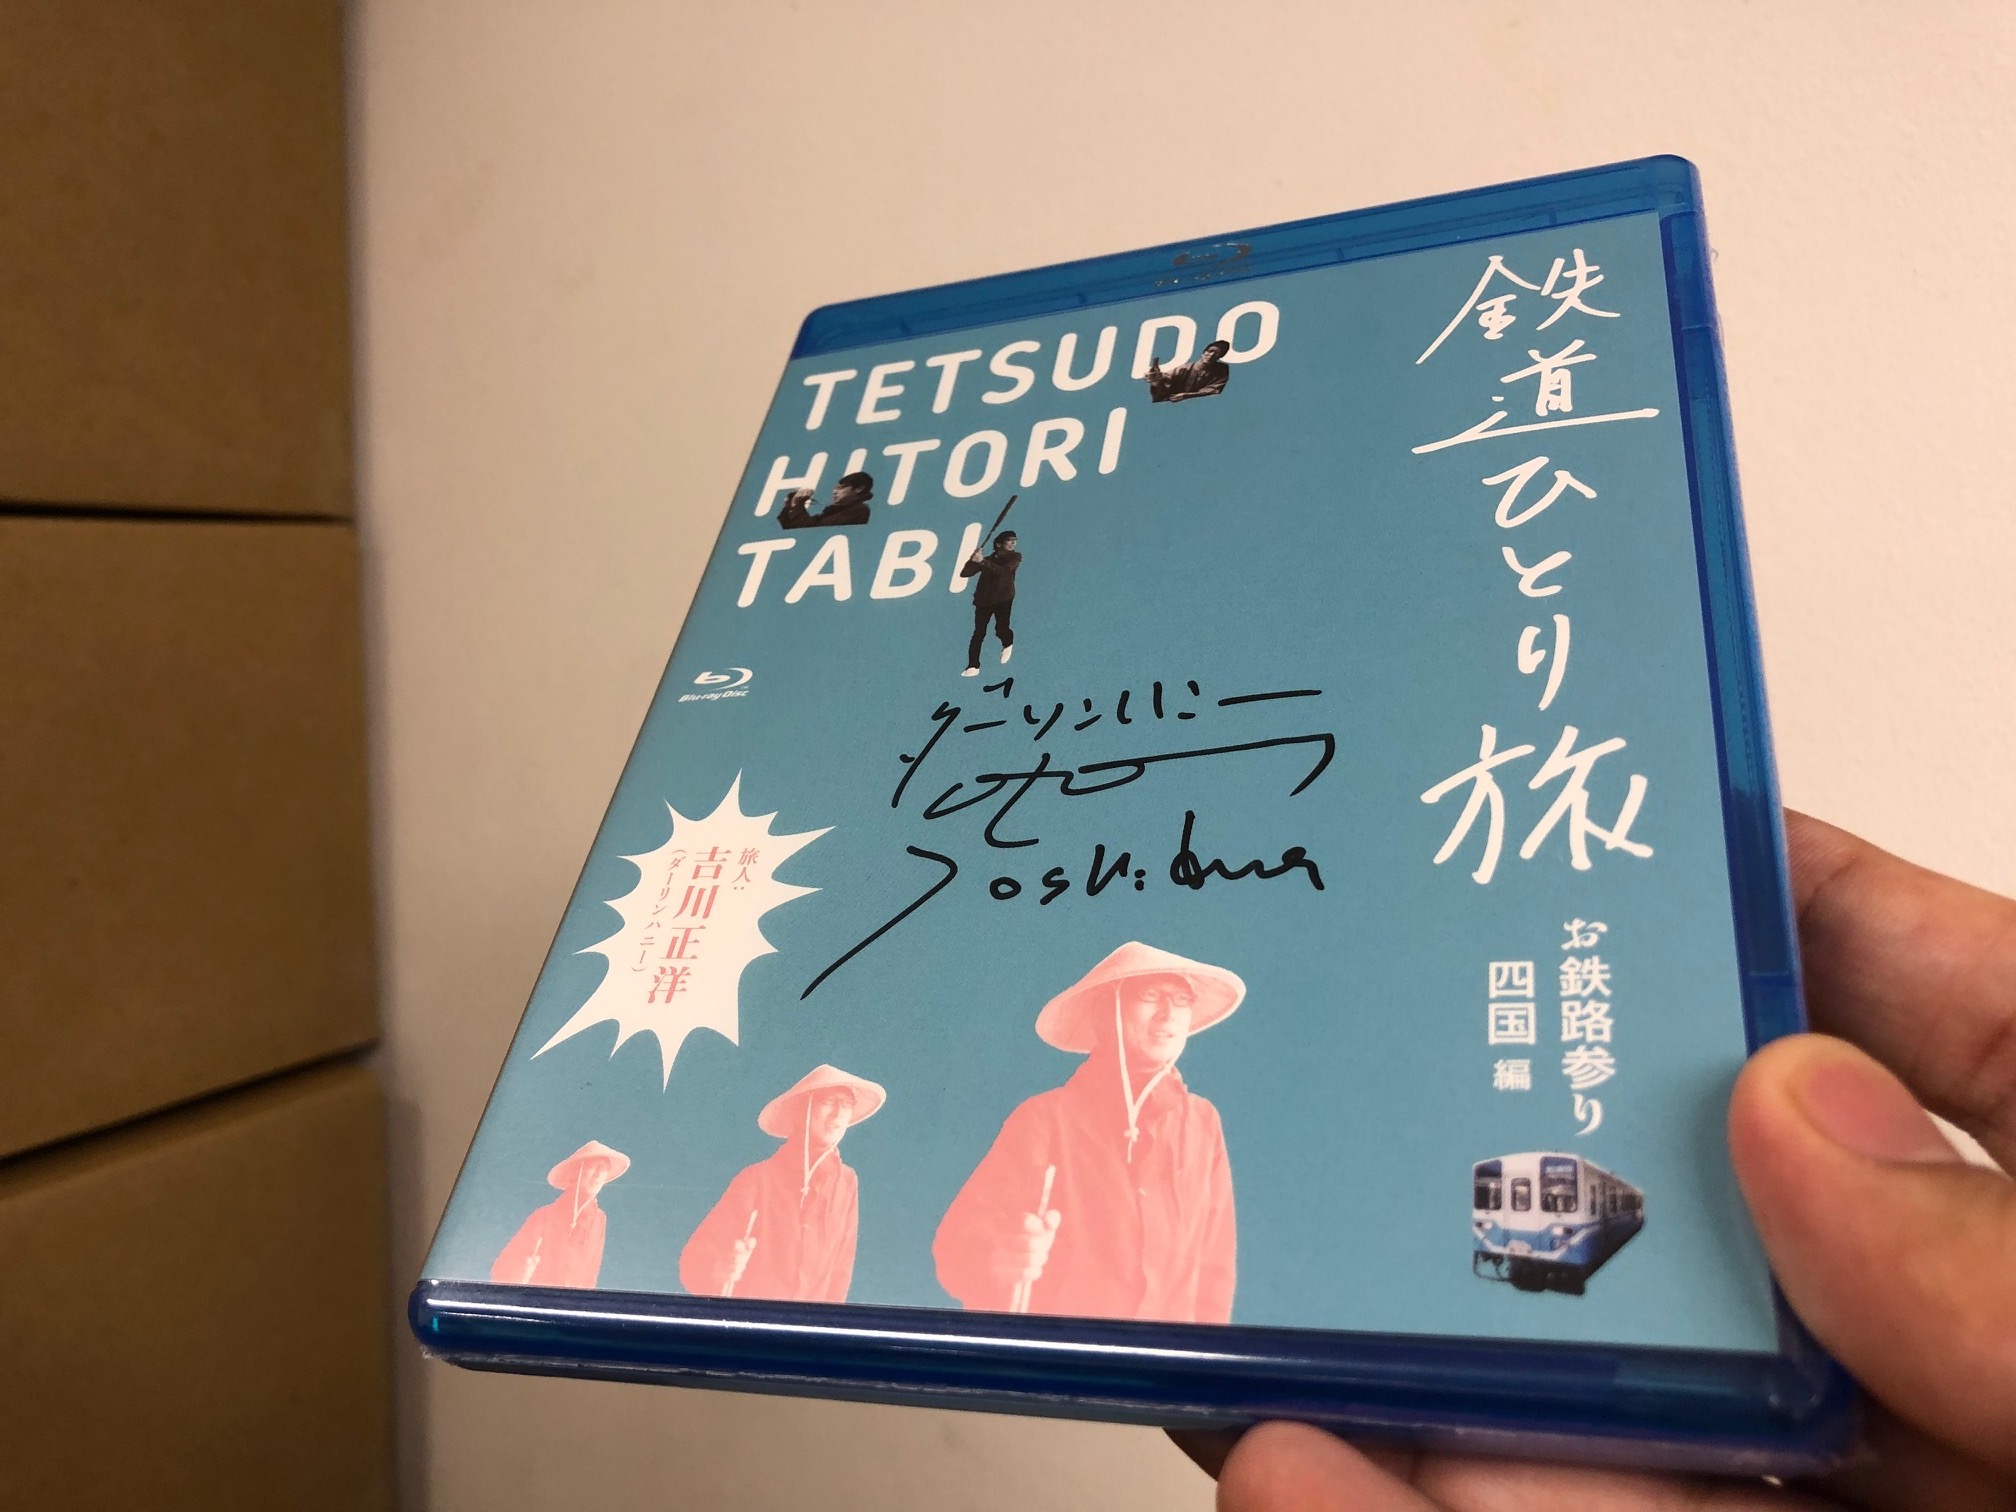 TETSUDO
HITORI
TABI
鉄道ひとり旅
お鉄路参り
四国編
Blu-ray Disc
旅人:
吉川正洋
(ダーリンハニー)
ダーリンハニー